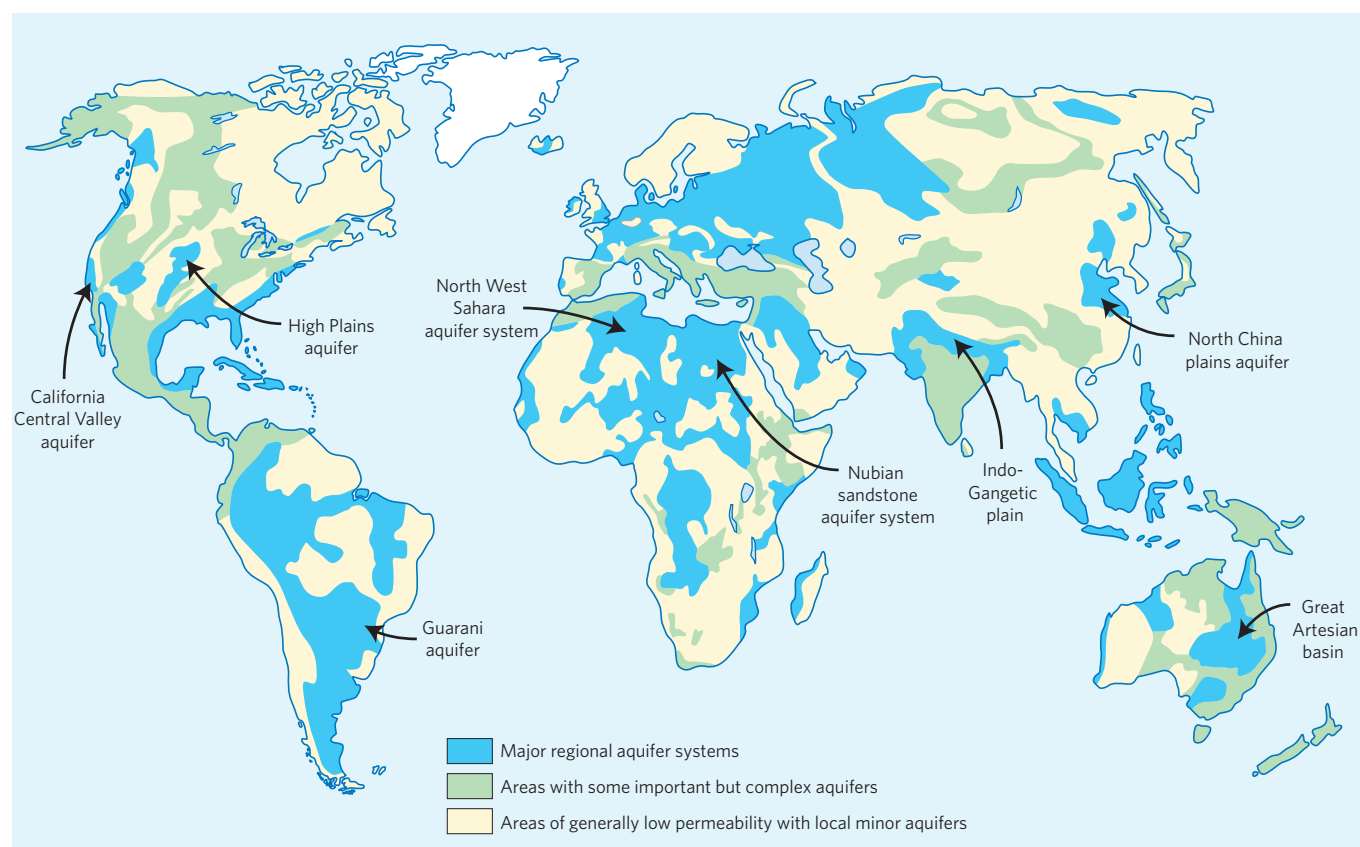 North West
Sahara
aquifer system
High Plains
aquifer
California
Central Valley
aquifer
North China
plains aquifer
Indo-
Gangetic
plain
Nubian
sandstone
aquifer system
Guarani
aquifer
Great
Artesian
basin
Major regional aquifer systems
Areas with some important but complex aquifers
Areas of generally low permeability with local minor aquifers